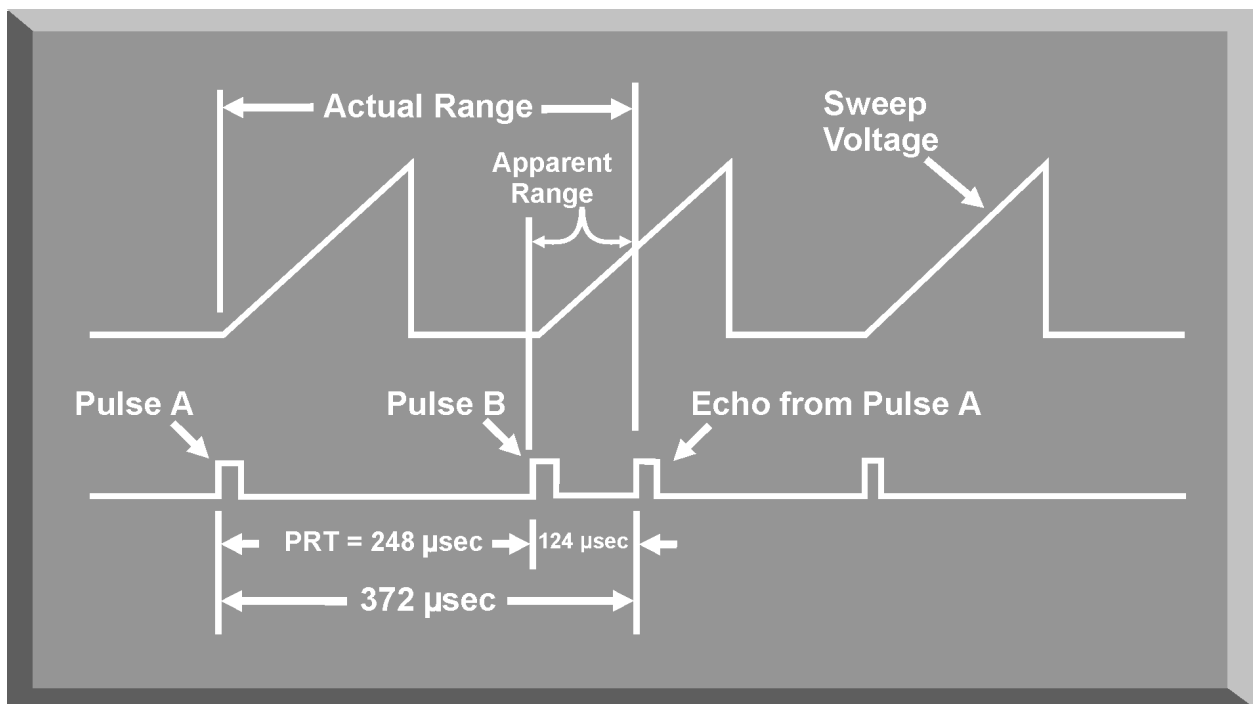 Actual Range
Sweep
Voltage
Apparent
Range
Pulse A
Pulse B
Echo from Pulse A
PRT = 248 μsec
124 μsec
372 μsec